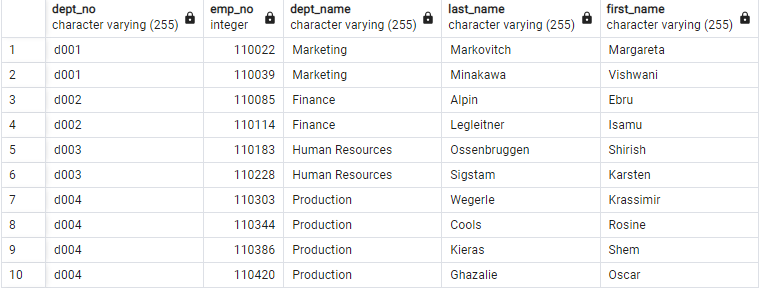 dept_no emp_no dept_name last_name first_name
character varying (255) integer character varying (255) character varying (255) character varying (255)
1 d001 110022 Marketing Markovitch Margareta
2 d001 110039 Marketing Minakawa Vishwani
3 d002 110085 Finance Alpin Ebru
4 d002 110114 Finance Legleitner Isamu
5 d003 110183 Human Resources Ossenbruggen Shirish
6 d003 110228 Human Resources Sigstam Karsten
7 d004 110303 Production Wegerle Krassimir
8 d004 110344 Production Cools Rosine
9 d004 110386 Production Kieras Shem
10 d004 110420 Production Ghazalie Oscar